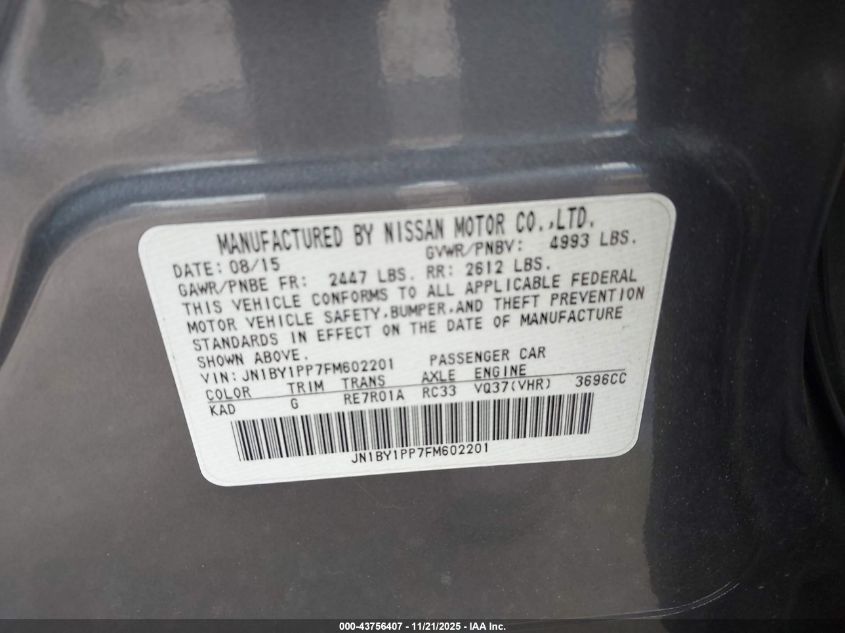 MANUFACTURED BY NISSAN MOTOR CO.,LTD.
DATE: 08/15 GVWR/PNBV: 4993 LBS.
GAWR/PNBE FR: 2447 LBS. RR: 2612 LBS.
THIS VEHICLE CONFORMS TO ALL APPLICABLE FEDERAL
MOTOR VEHICLE SAFETY,BUMPER,AND THEFT PREVENTION
STANDARDS IN EFFECT ON THE DATE OF MANUFACTURE
SHOWN ABOVE.
VIN: JN1BY1PP7FM602201 PASSENGER CAR
COLOR TRIM TRANS AXLE ENGINE
KAD G RE7R01A RC33 VQ37(VHR) 3696CC
JN1BY1PP7FM602201
000-43756407 - 11/21/2025 - IAA Inc.